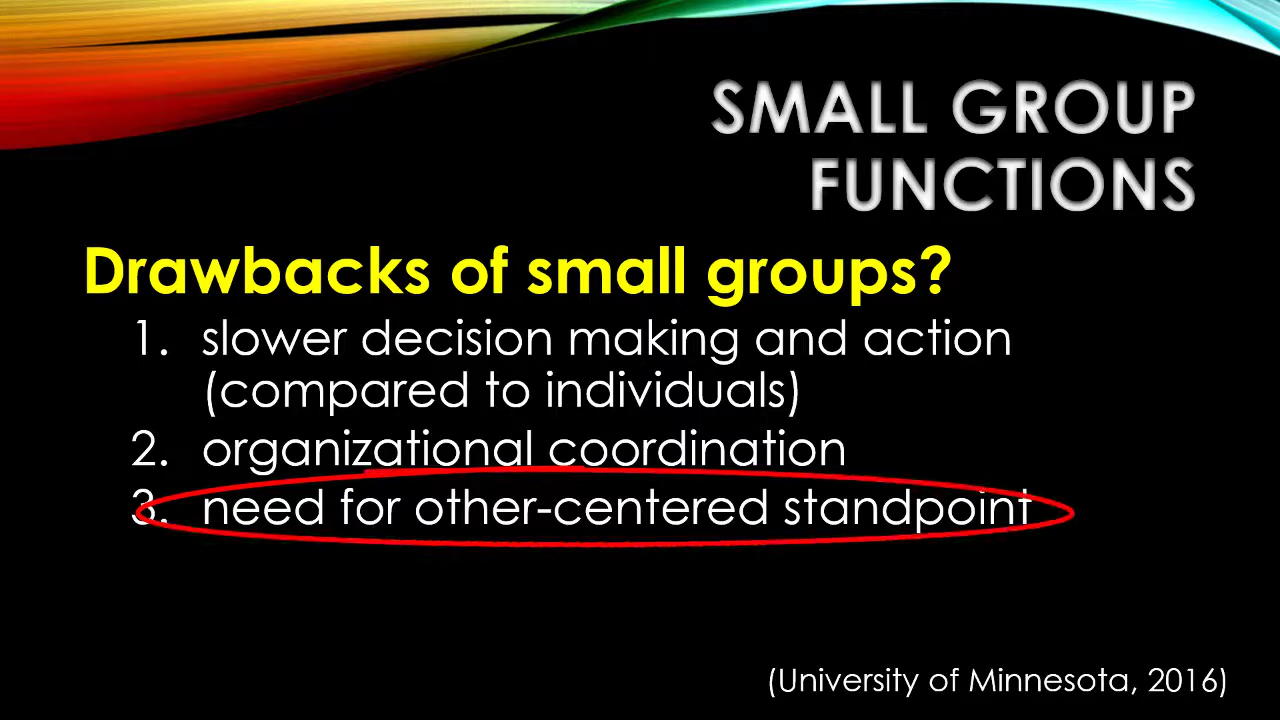 SMALL GROUP
FUNCTIONS
Drawbacks of small groups?
1. slower decision making and action
(compared to individuals)
2. organizational coordination
3. need for other-centered standpoint
(University of Minnesota, 2016)